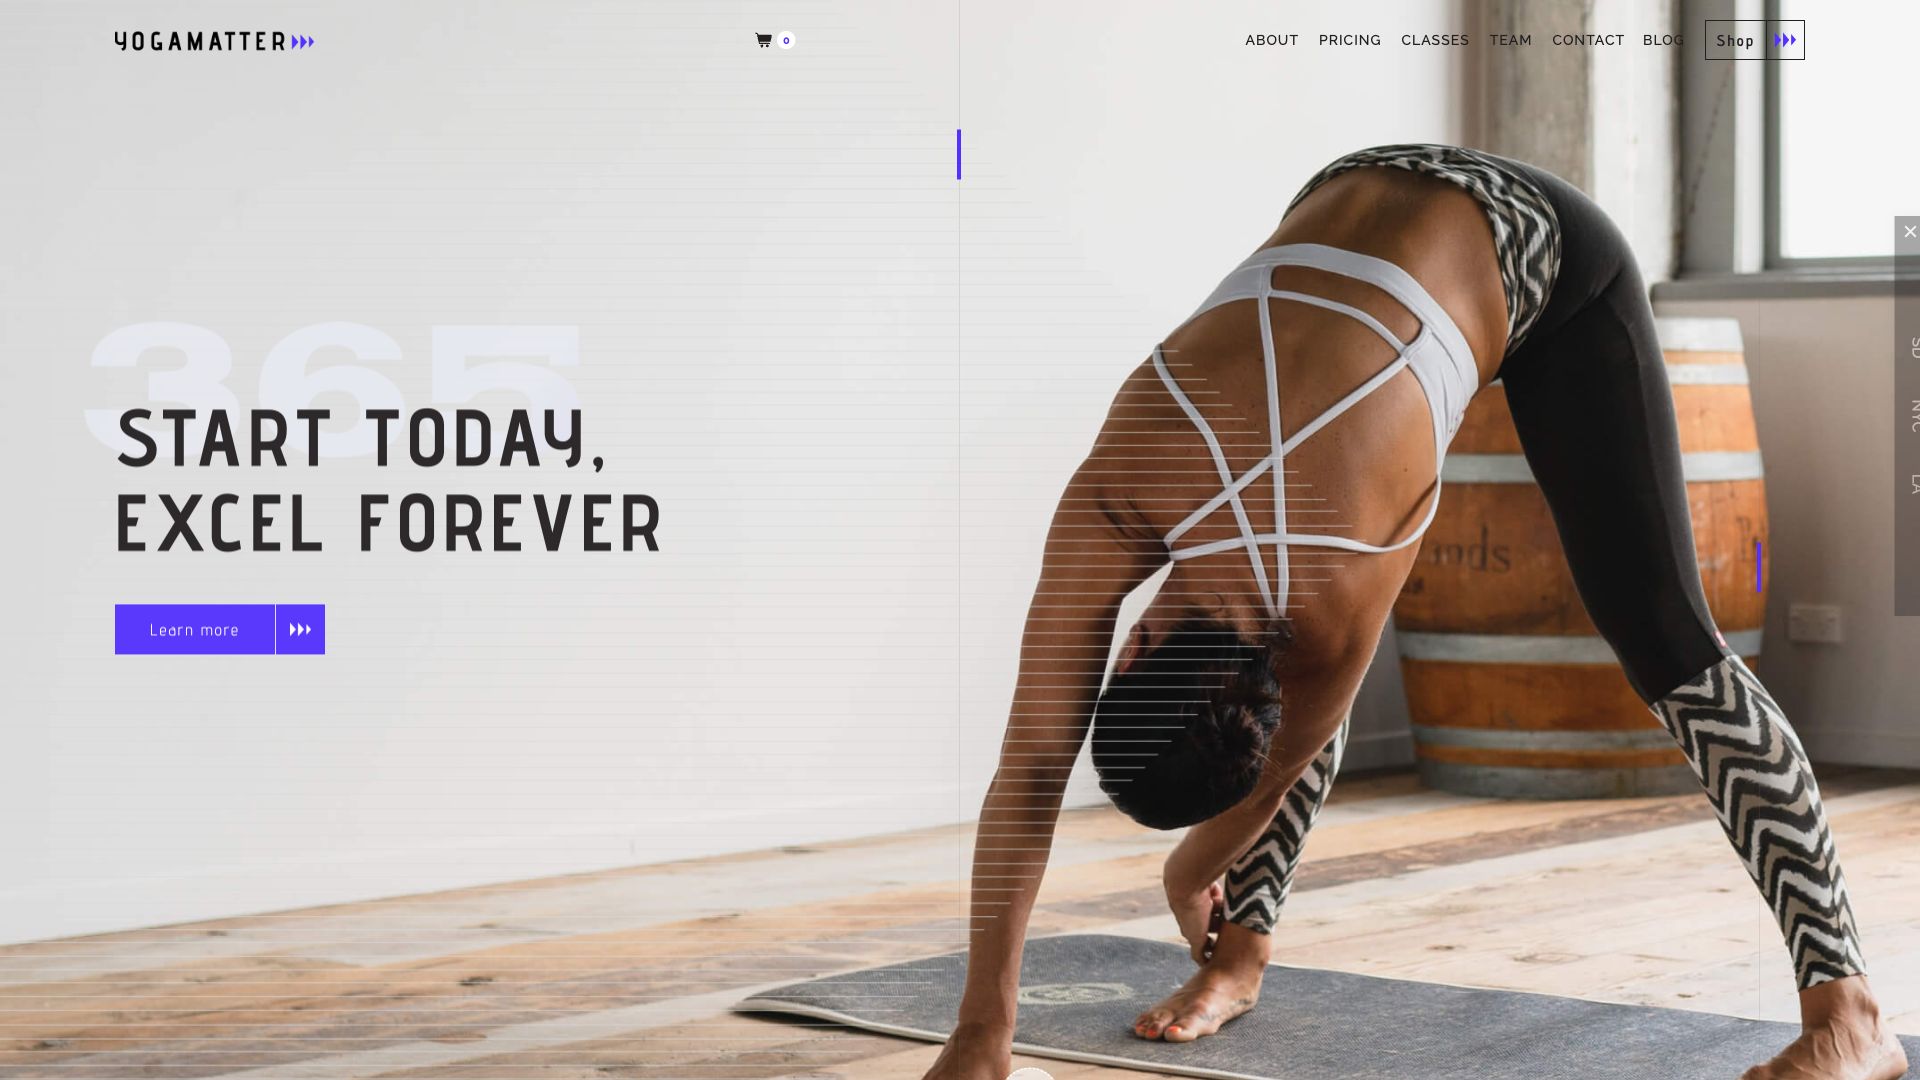 YOGAMATTER
0
ABOUT PRICING CLASSES TEAM CONTACT BLOG Shop
365
START TODAY,
EXCEL FOREVER
Learn more
SD
NYC
LA